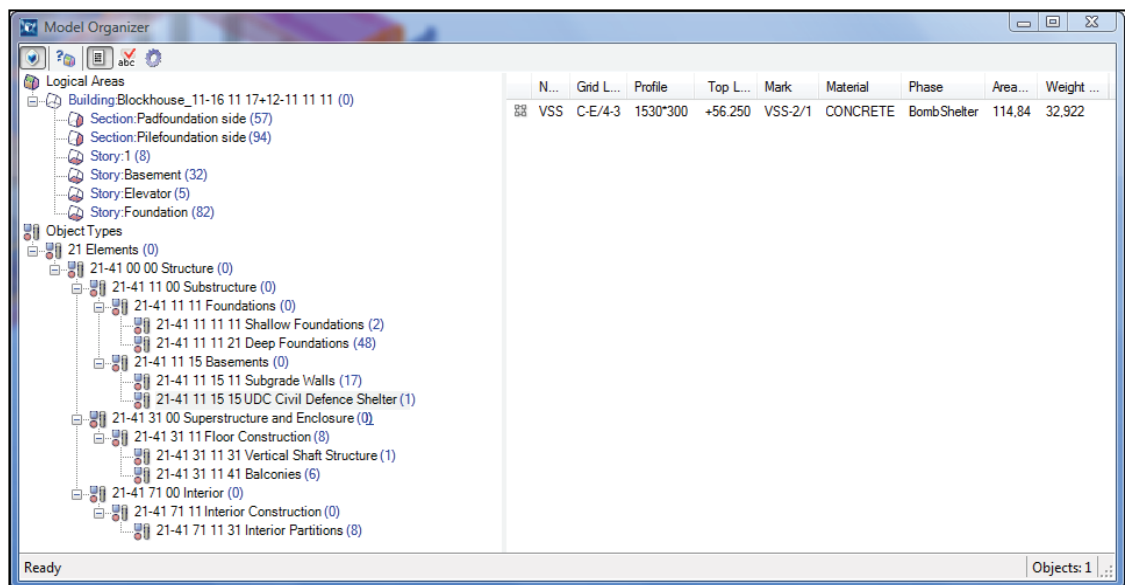 Model Organizer
abc
Logical Areas
Building:Blockhouse_11-16 11 17+12-11 11 11 (0)
Section:Padfoundation side (57)
Section:Pilefoundation side (94)
Story:1 (8)
Story:Basement (32)
Story:Elevator (5)
Story:Foundation (82)
Object Types
21 Elements (0)
21-41 00 00 Structure (0)
21-41 11 00 Substructure (0)
21-41 11 11 Foundations (0)
21-41 11 11 11 Shallow Foundations (2)
21-41 11 11 21 Deep Foundations (48)
21-41 11 15 Basements (0)
21-41 11 15 11 Subgrade Walls (17)
21-41 11 15 15 UDC Civil Defence Shelter (1)
21-41 31 00 Superstructure and Enclosure (0)
21-41 31 11 Floor Construction (8)
21-41 31 11 31 Vertical Shaft Structure (1)
21-41 31 11 41 Balconies (6)
21-41 71 00 Interior (0)
21-41 71 11 Interior Construction (0)
21-41 71 11 31 Interior Partitions (8)
N... Grid L... Profile Top L... Mark Material Phase Area... Weight ...
VSS C-E/4-3 1530*300 +56.250 VSS-2/1 CONCRETE BombShelter 114,84 32,922
Ready Objects: 1